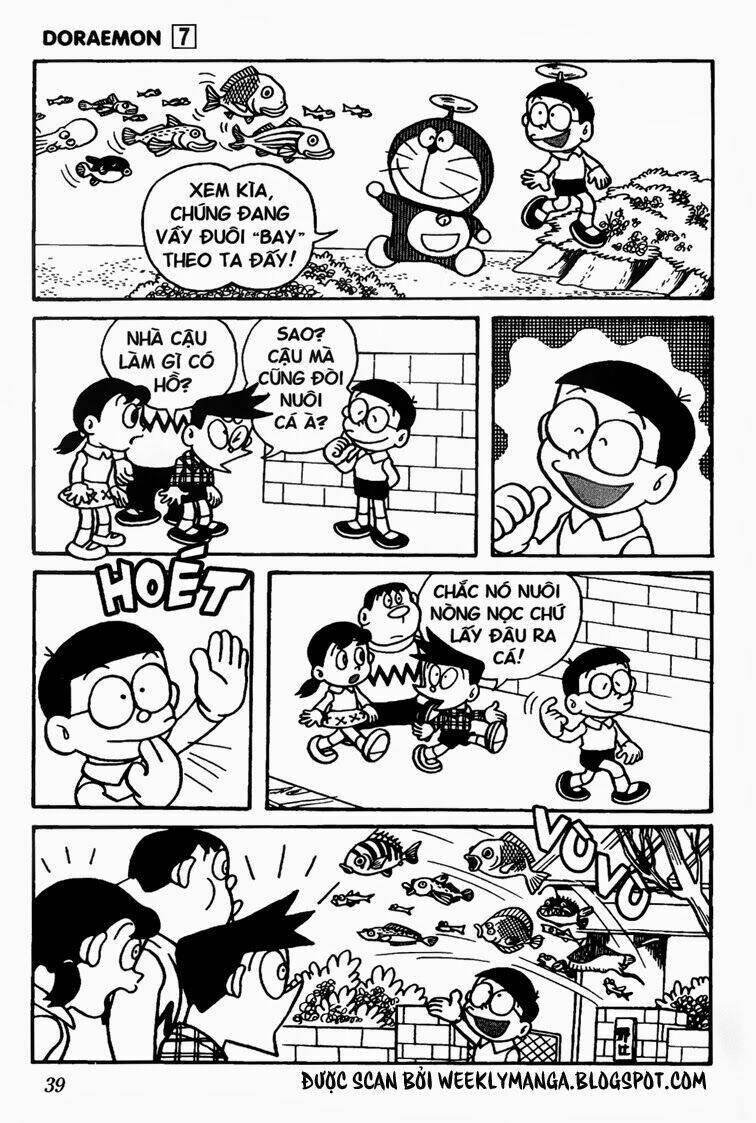 DORAEMON 7
XEM KÌA,
CHÚNG ĐANG
VẪY ĐUÔI "BAY"
THEO TA ĐẤY!
NHÀ CẬU
LÀM GÌ CÓ
HỒ?
SAO?
CẬU MÀ
CŨNG ĐÒI
NUÔI
CÁ À?
HOÉT
CHẮC NÓ NUÔI
NÒNG NỌC CHỨ
LẤY ĐÂU RA
CÁ!
VÙ VÙ
野比
39
ĐƯỢC SCAN BỞI WEEKLYMANGA.BLOGSPOT.COM